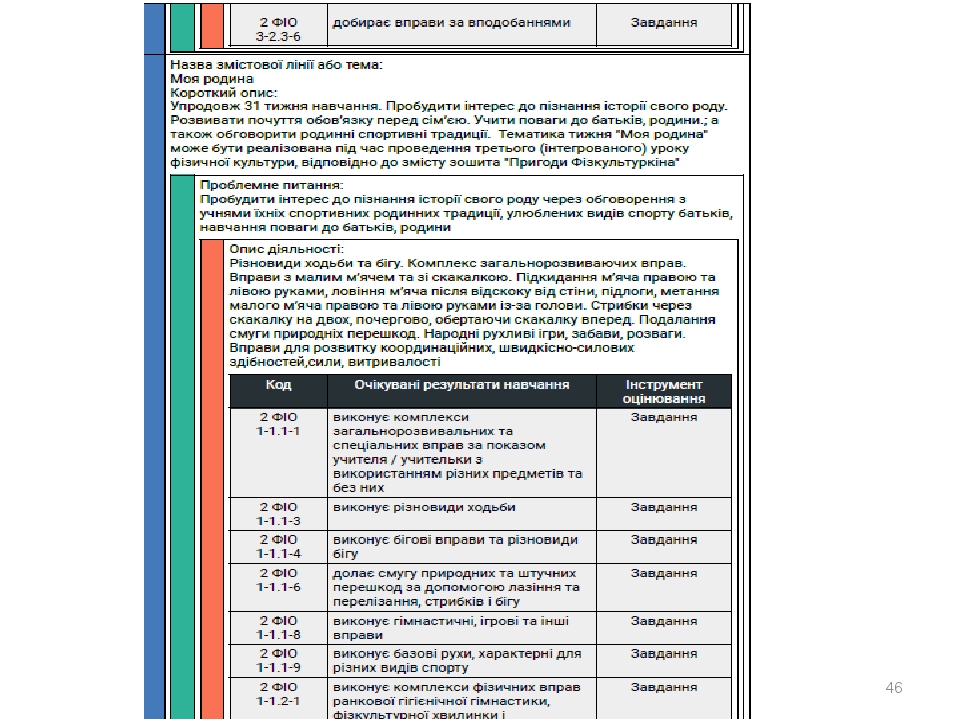 2 ФІО добирає вправи за вподобаннями Завдання
3-2.3-6
Назва змістової лінії або тема:
Моя родина
Короткий опис:
Упродовж 31 тижня навчання. Пробудити інтерес до пізнання історії свого роду.
Розвивати почуття обов'язку перед сім'єю. Учити поваги до батьків, родини.; а
також обговорити родинні спортивні традиції. Тематика тижня "Моя родина"
може бути реалізована під час проведення третього (інтегрованого) уроку
фізичної культури, відповідно до змісту зошита "Пригоди Фізкультуркіна"
Проблемне питання:
Пробудити інтерес до пізнання історії свого роду через обговорення з
учнями їхніх спортивних родинних традиції, улюблених видів спорту батьків,
навчання поваги до батьків, родини
Опис діяльності:
Різновиди ходьби та бігу. Комплекс загальнорозвиваючих вправ.
Вправи з малим м'ячем та зі скакалкою. Підкидання м'яча правою та
лівою руками, ловіння м'яча після відскоку від стіни, підлоги, метання
малого м'яча правою та лівою руками із-за голови. Стрибки через
скакалку на двох, почергово, обертаючи скакалку вперед. Подалання
смуги природніх перешкод. Народні рухливі ігри, забави, розваги.
Вправи для розвитку координаційних, швидкісно-силових
здібностей,сили, витривалості
Код Очікувані результати навчання Інструмент
оцінювання
2 ФІО виконує комплекси Завдання
1-1.1-1 загальнорозвивальних та
спеціальних вправ за показом
учителя / учительки з
використанням різних предметів та
без них
2 ФІО виконує різновиди ходьби Завдання
1-1.1-3
2 ФІО виконує бігові вправи та різновиди Завдання
1-1.1-4 бігу
2 ФІО долає смугу природних та штучних Завдання
1-1.1-6 перешкод за допомогою лазіння та
перелізання, стрибків і бігу
2 ФІО виконує гімнастичні, ігрові та інші Завдання
1-1.1-8 вправи
2 ФІО виконує базові рухи, характерні для Завдання
1-1.1-9 різних видів спорту
2 ФІО виконує комплекси фізичних вправ Завдання
1-1.2-1 ранкової гігієнічної гімнастики,
фізкультурної хвилинки і
46